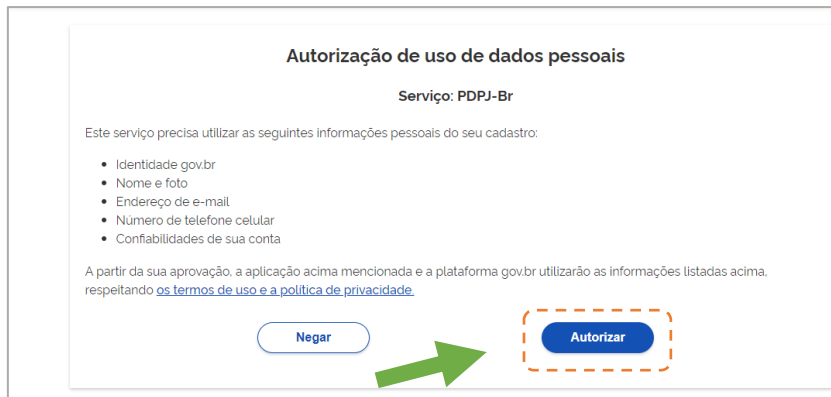 Autorização de uso de dados pessoais
Serviço: PDPJ-Br
Este serviço precisa utilizar as seguintes informações pessoais do seu cadastro:
• Identidade gov.br
• Nome e foto
• Endereço de e-mail
• Número de telefone celular
• Confiabilidades de sua conta
A partir da sua aprovação, a aplicação acima mencionada e a plataforma gov.br utilizarão as informações listadas acima,
respeitando os termos de uso e a política de privacidade.
Negar Autorizar